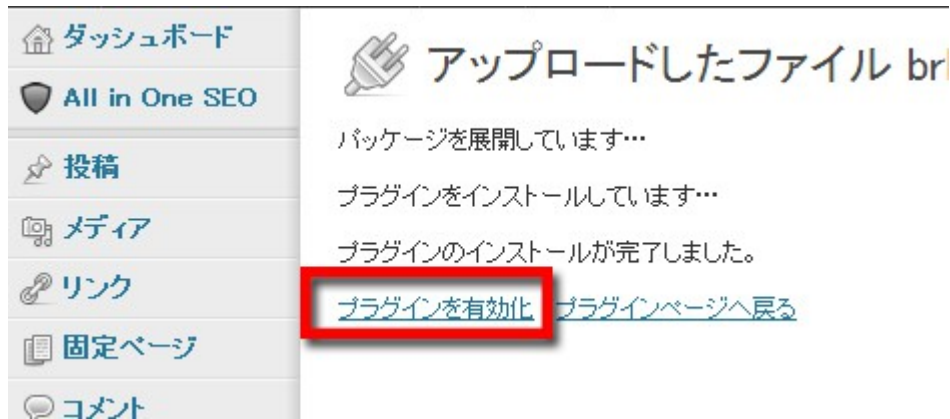 ダッシュボード
All in One SEO
投稿
メディア
リンク
固定ページ
コメント
アップロードしたファイル br
パッケージを展開しています…
プラグインをインストールしています…
プラグインのインストールが完了しました。
プラグインを有効化 プラグインページへ戻る